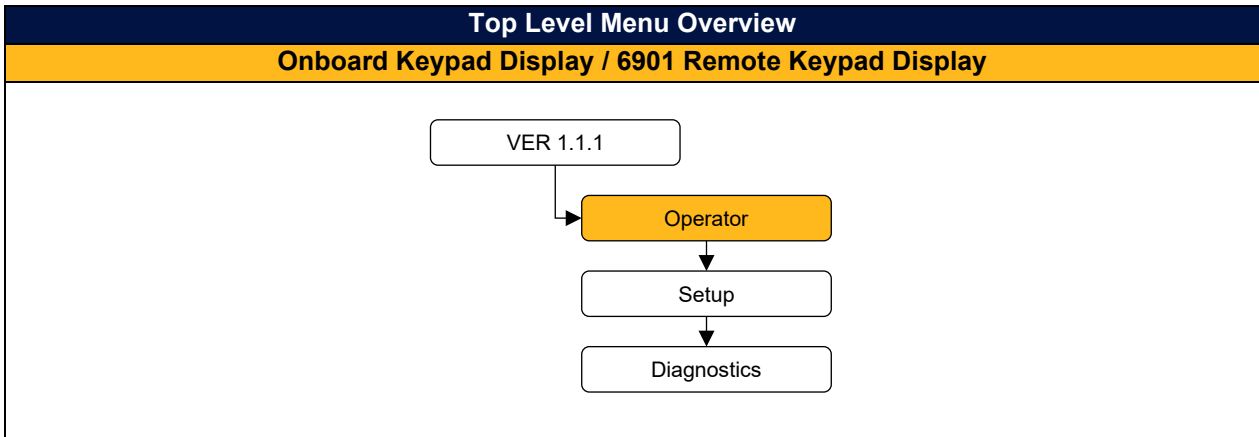 Top Level Menu Overview
Onboard Keypad Display / 6901 Remote Keypad Display
VER 1.1.1
Operator
Setup
Diagnostics